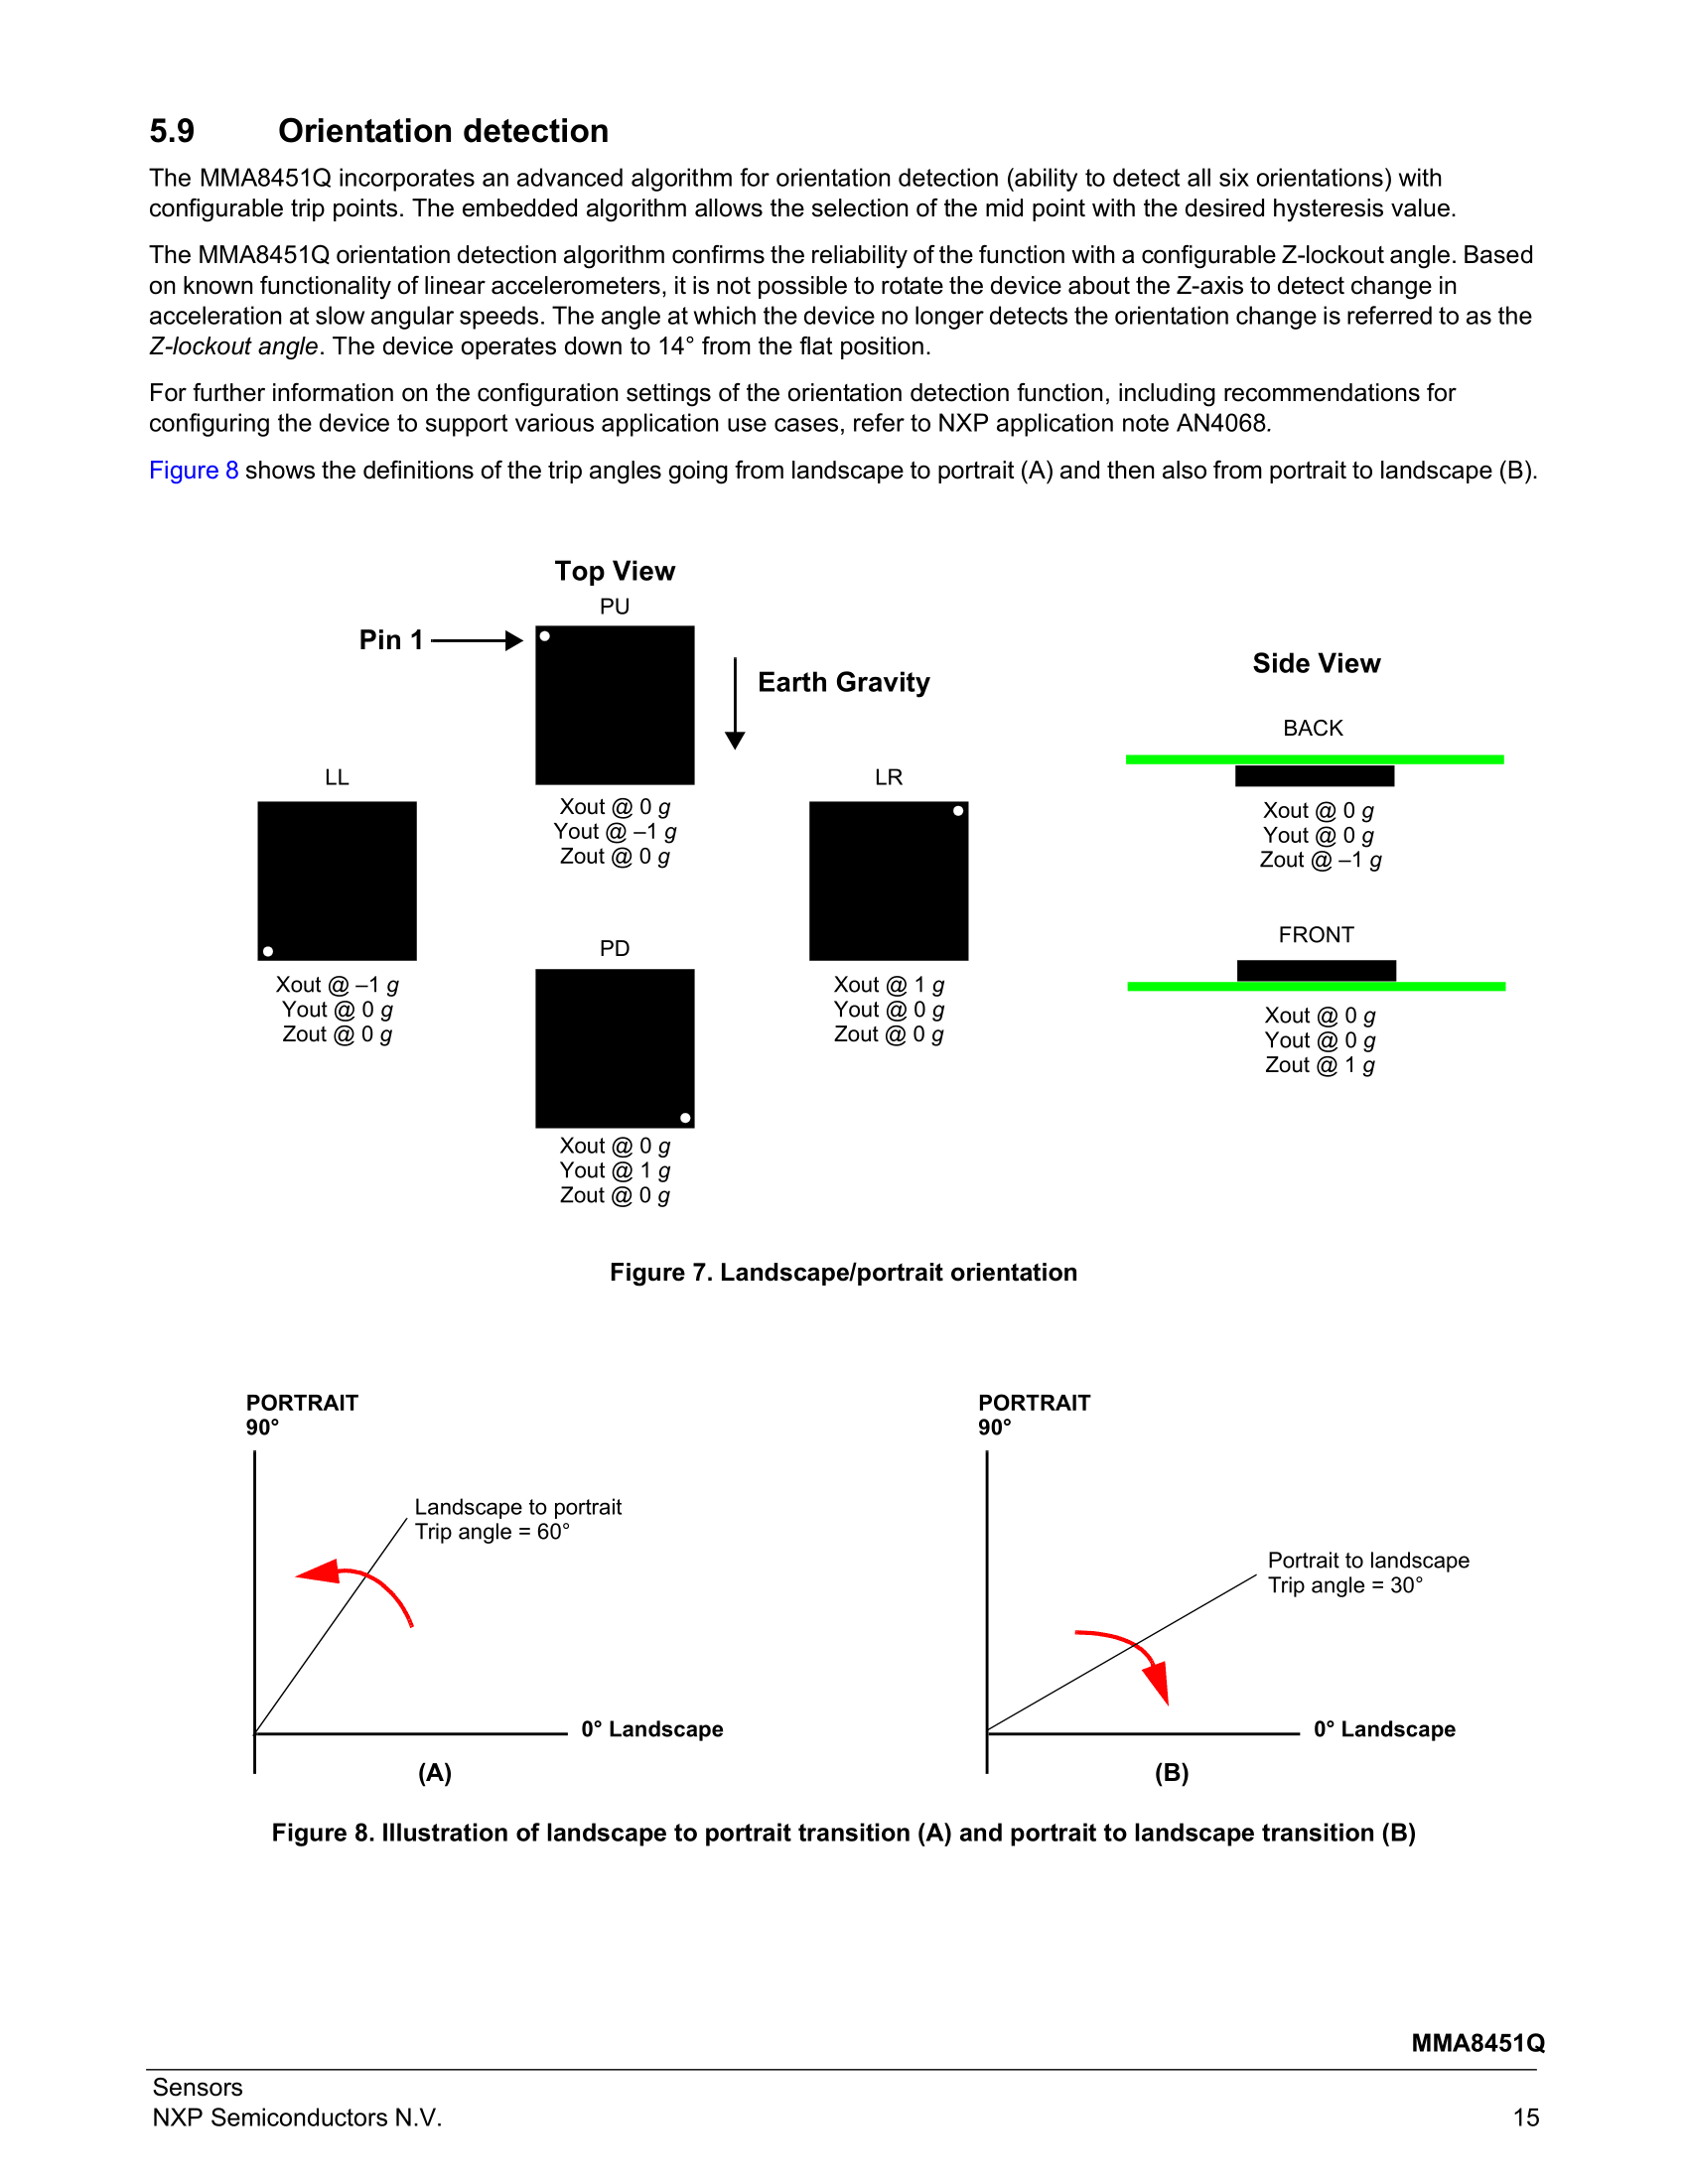 5.9 Orientation detection
The MMA8451Q incorporates an advanced algorithm for orientation detection (ability to detect all six orientations) with
configurable trip points. The embedded algorithm allows the selection of the mid point with the desired hysteresis value.
The MMA8451Q orientation detection algorithm confirms the reliability of the function with a configurable Z-lockout angle. Based
on known functionality of linear accelerometers, it is not possible to rotate the device about the Z-axis to detect change in
acceleration at slow angular speeds. The angle at which the device no longer detects the orientation change is referred to as the
Z-lockout angle. The device operates down to 14° from the flat position.
For further information on the configuration settings of the orientation detection function, including recommendations for
configuring the device to support various application use cases, refer to NXP application note AN4068.
Figure 8 shows the definitions of the trip angles going from landscape to portrait (A) and then also from portrait to landscape (B).
Top View
PU
Pin 1
Earth Gravity
Xout @ 0 g
Yout @ –1 g
Zout @ 0 g
LL
Xout @ –1 g
Yout @ 0 g
Zout @ 0 g
LR
Xout @ 1 g
Yout @ 0 g
Zout @ 0 g
PD
Xout @ 0 g
Yout @ 1 g
Zout @ 0 g
Side View
BACK
Xout @ 0 g
Yout @ 0 g
Zout @ –1 g
FRONT
Xout @ 0 g
Yout @ 0 g
Zout @ 1 g
Figure 7. Landscape/portrait orientation
PORTRAIT
90°
Landscape to portrait
Trip angle = 60°
0° Landscape
(A)
PORTRAIT
90°
Portrait to landscape
Trip angle = 30°
0° Landscape
(B)
Figure 8. Illustration of landscape to portrait transition (A) and portrait to landscape transition (B)
MMA8451Q
Sensors
NXP Semiconductors N.V. 15